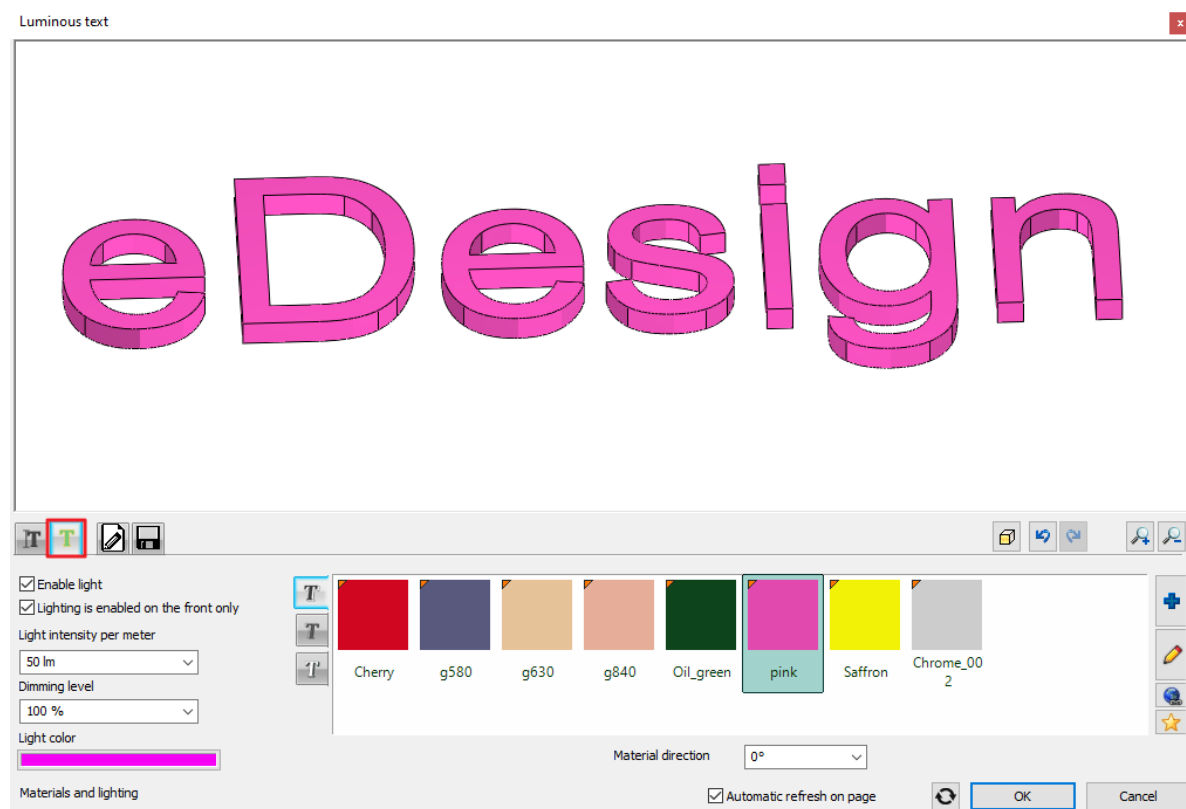 Luminous text
x
eDesign
T T
Enable light
Lighting is enabled on the front only
Light intensity per meter
50 lm
Dimming level
100 %
Light color
Materials and lighting
T
T
T
Cherry
g580
g630
g840
Oil_green
pink
Saffron
Chrome_00
2
Material direction
0°
Automatic refresh on page
OK
Cancel